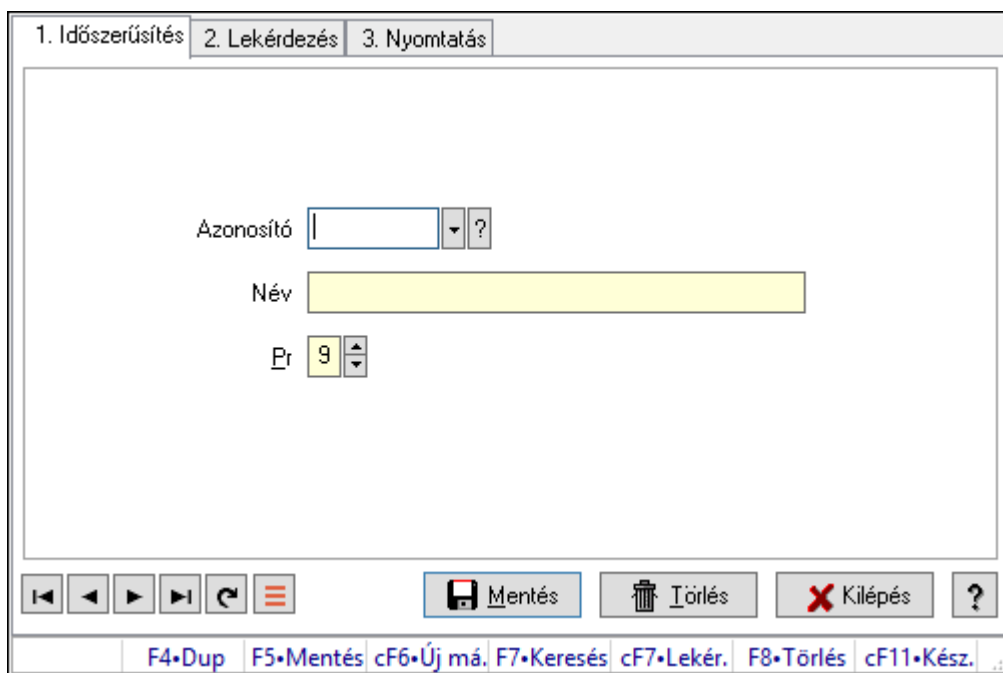 1. Időszerűsítés 2. Lekérdezés 3. Nyomtatás
Azonosító ?
Név
Pr 9
Mentés Törlés Kilépés ?
F4•Dup F5•Mentés cF6•Új má. F7•Keresés cF7•Lekér. F8•Törlés cF11•Kész.